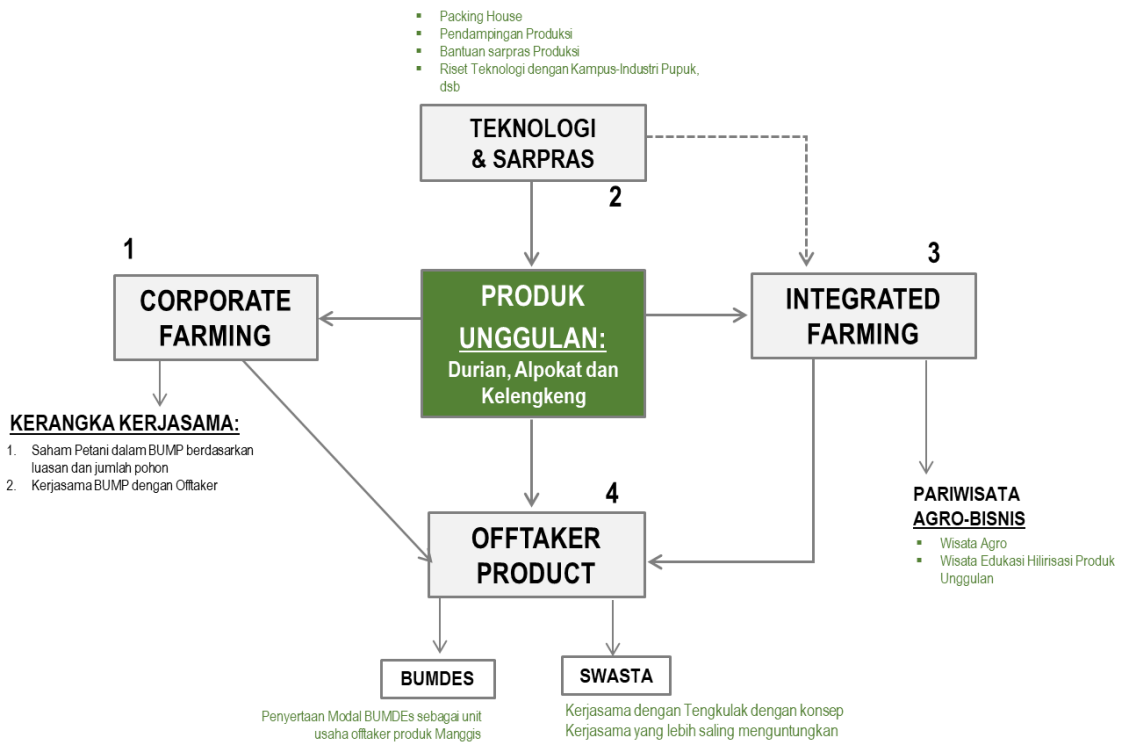 ▪ Packing House
▪ Pendampingan Produksi
▪ Bantuan sarpras Produksi
▪ Riset Teknologi dengan Kampus-Industri Pupuk,
dsb
TEKNOLOGI
& SARPRAS
2
1
CORPORATE
FARMING
PRODUK
UNGGULAN:
Durian, Alpokat dan
Kelengkeng
3
INTEGRATED
FARMING
KERANGKA KERJASAMA:
1. Saham Petani dalam BUMP berdasarkan
luasan dan jumlah pohon
2. Kerjasama BUMP dengan Offtaker
4
OFFTAKER
PRODUCT
PARIWISATA
AGRO-BISNIS
▪ Wisata Agro
▪ Wisata Edukasi Hilirisasi Produk
Unggulan
BUMDES
Penyertaan Modal BUMDEs sebagai unit
usaha offtaker produk Manggis
SWASTA
Kerjasama dengan Tengkulak dengan konsep
Kerjasama yang lebih saling menguntungkan